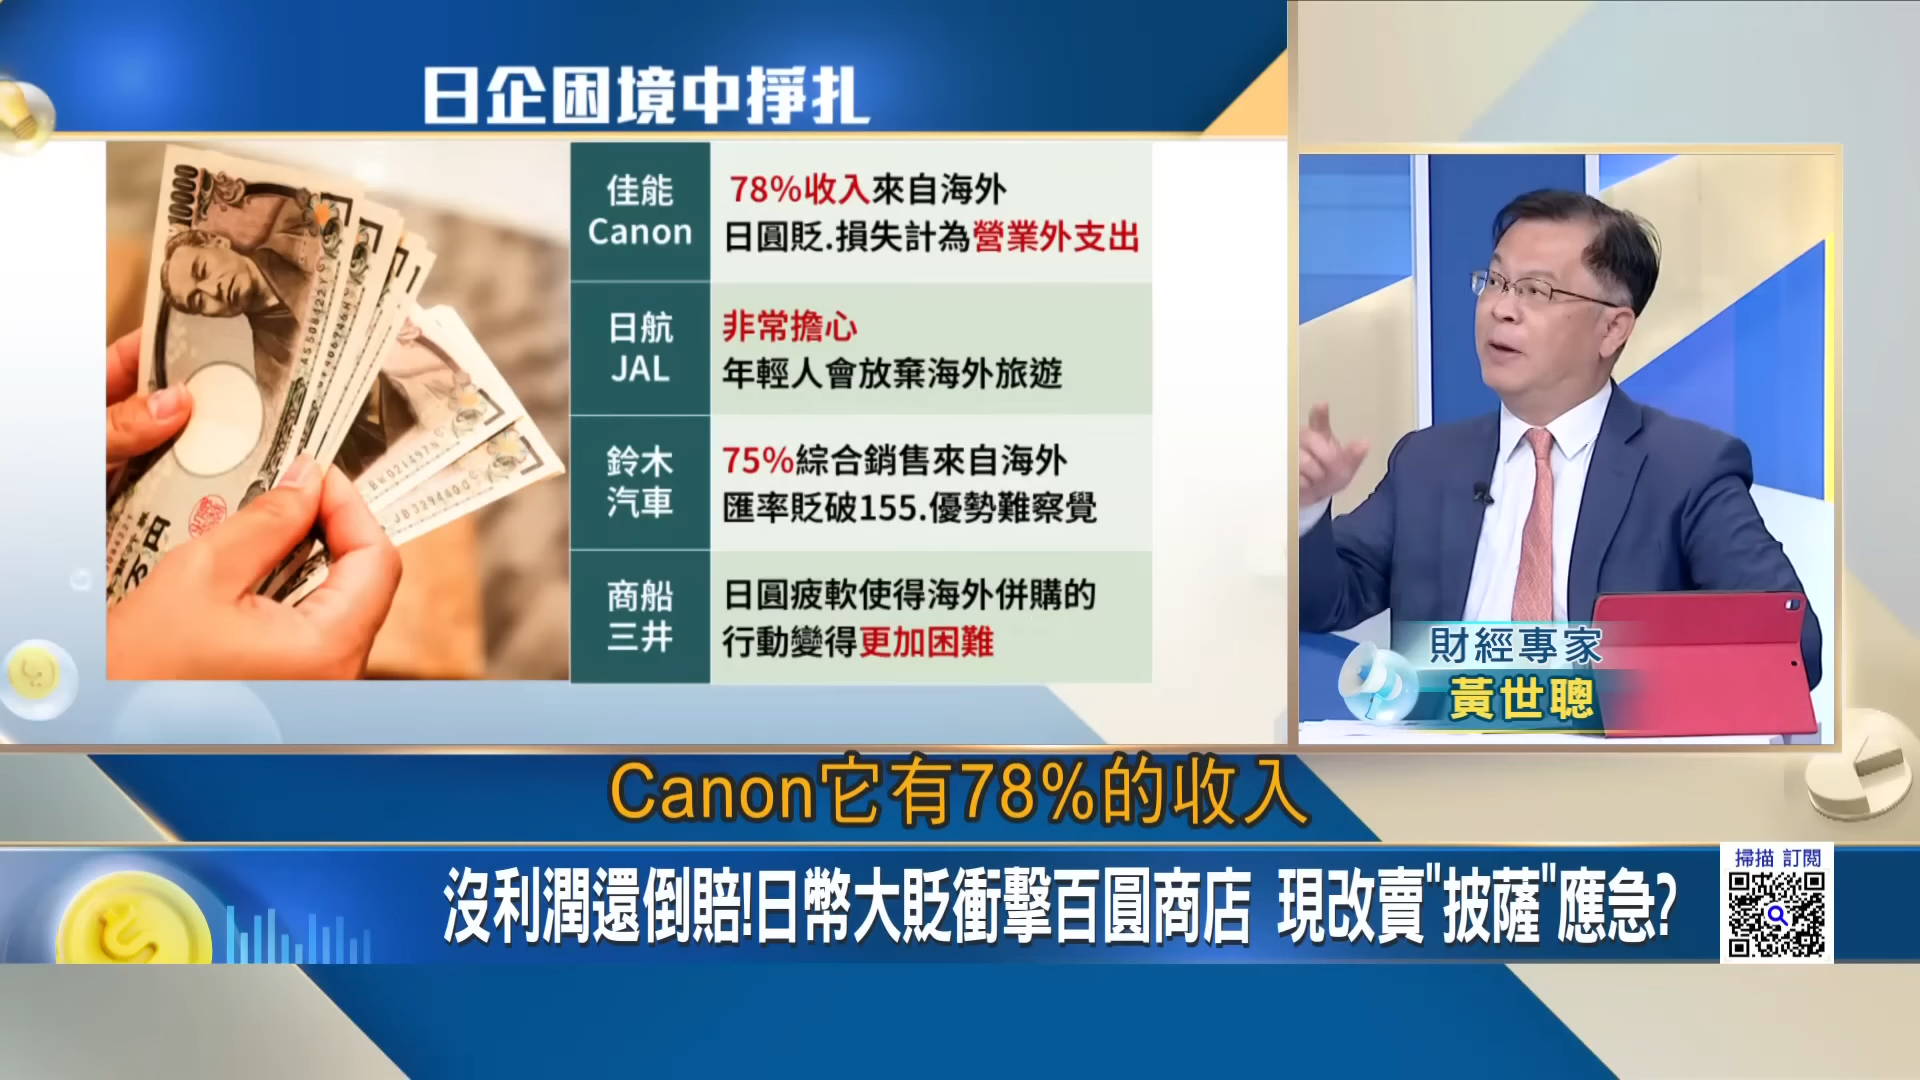 日企困境中掙扎
佳能
Canon
78%收入來自海外
日圓貶.損失計為營業外支出
日航
JAL
非常擔心
年輕人會放棄海外旅遊
鈴木
汽車
75%綜合銷售來自海外
匯率貶破155.優勢難察覺
商船
三井
日圓疲軟使得海外併購的
行動變得更加困難
10000
財經專家
黃世聰
Canon它有78%的收入
沒利潤還倒賠!日幣大貶衝擊百圓商店 現改賣"披薩"應急?
掃描 訂閱